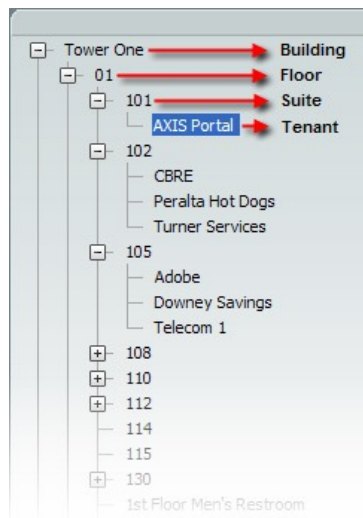 Tower One Building
01 Floor
101 Suite
AXIS Portal Tenant
102
CBRE
Peralta Hot Dogs
Turner Services
105
Adobe
Downey Savings
Telecom 1
108
110
112
114
115
130
1st Floor Men's Restroom